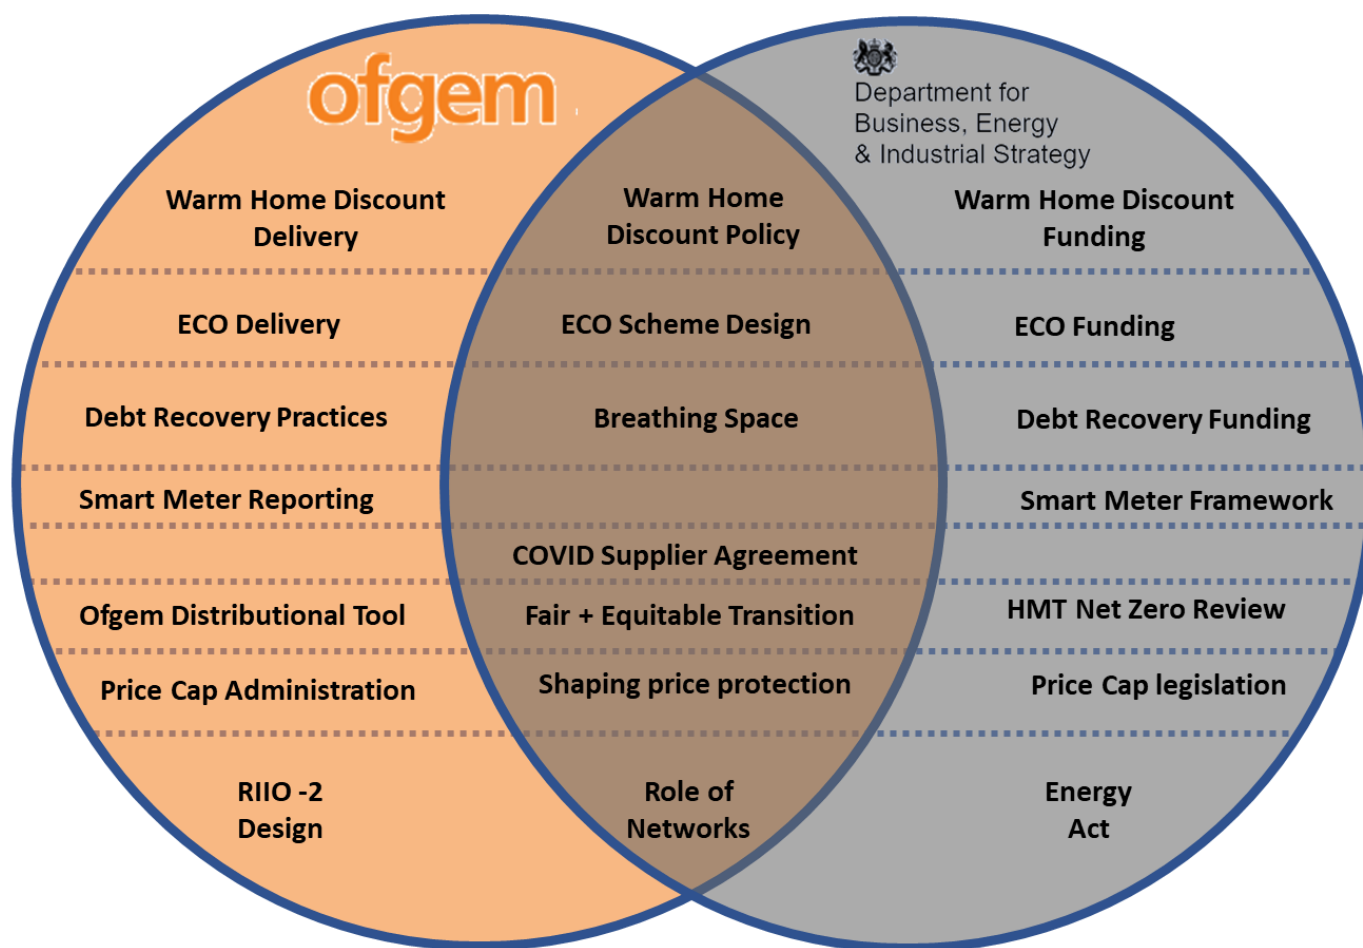 ofgem
Department for
Business, Energy
& Industrial Strategy
Warm Home Discount
Delivery
Warm Home
Discount Policy
Warm Home Discount
Funding
ECO Delivery
ECO Scheme Design
ECO Funding
Debt Recovery Practices
Breathing Space
Debt Recovery Funding
Smart Meter Reporting
Smart Meter Framework
COVID Supplier Agreement
Ofgem Distributional Tool
Fair + Equitable Transition
HMT Net Zero Review
Price Cap Administration
Shaping price protection
Price Cap legislation
RIIO -2
Design
Role of
Networks
Energy
Act